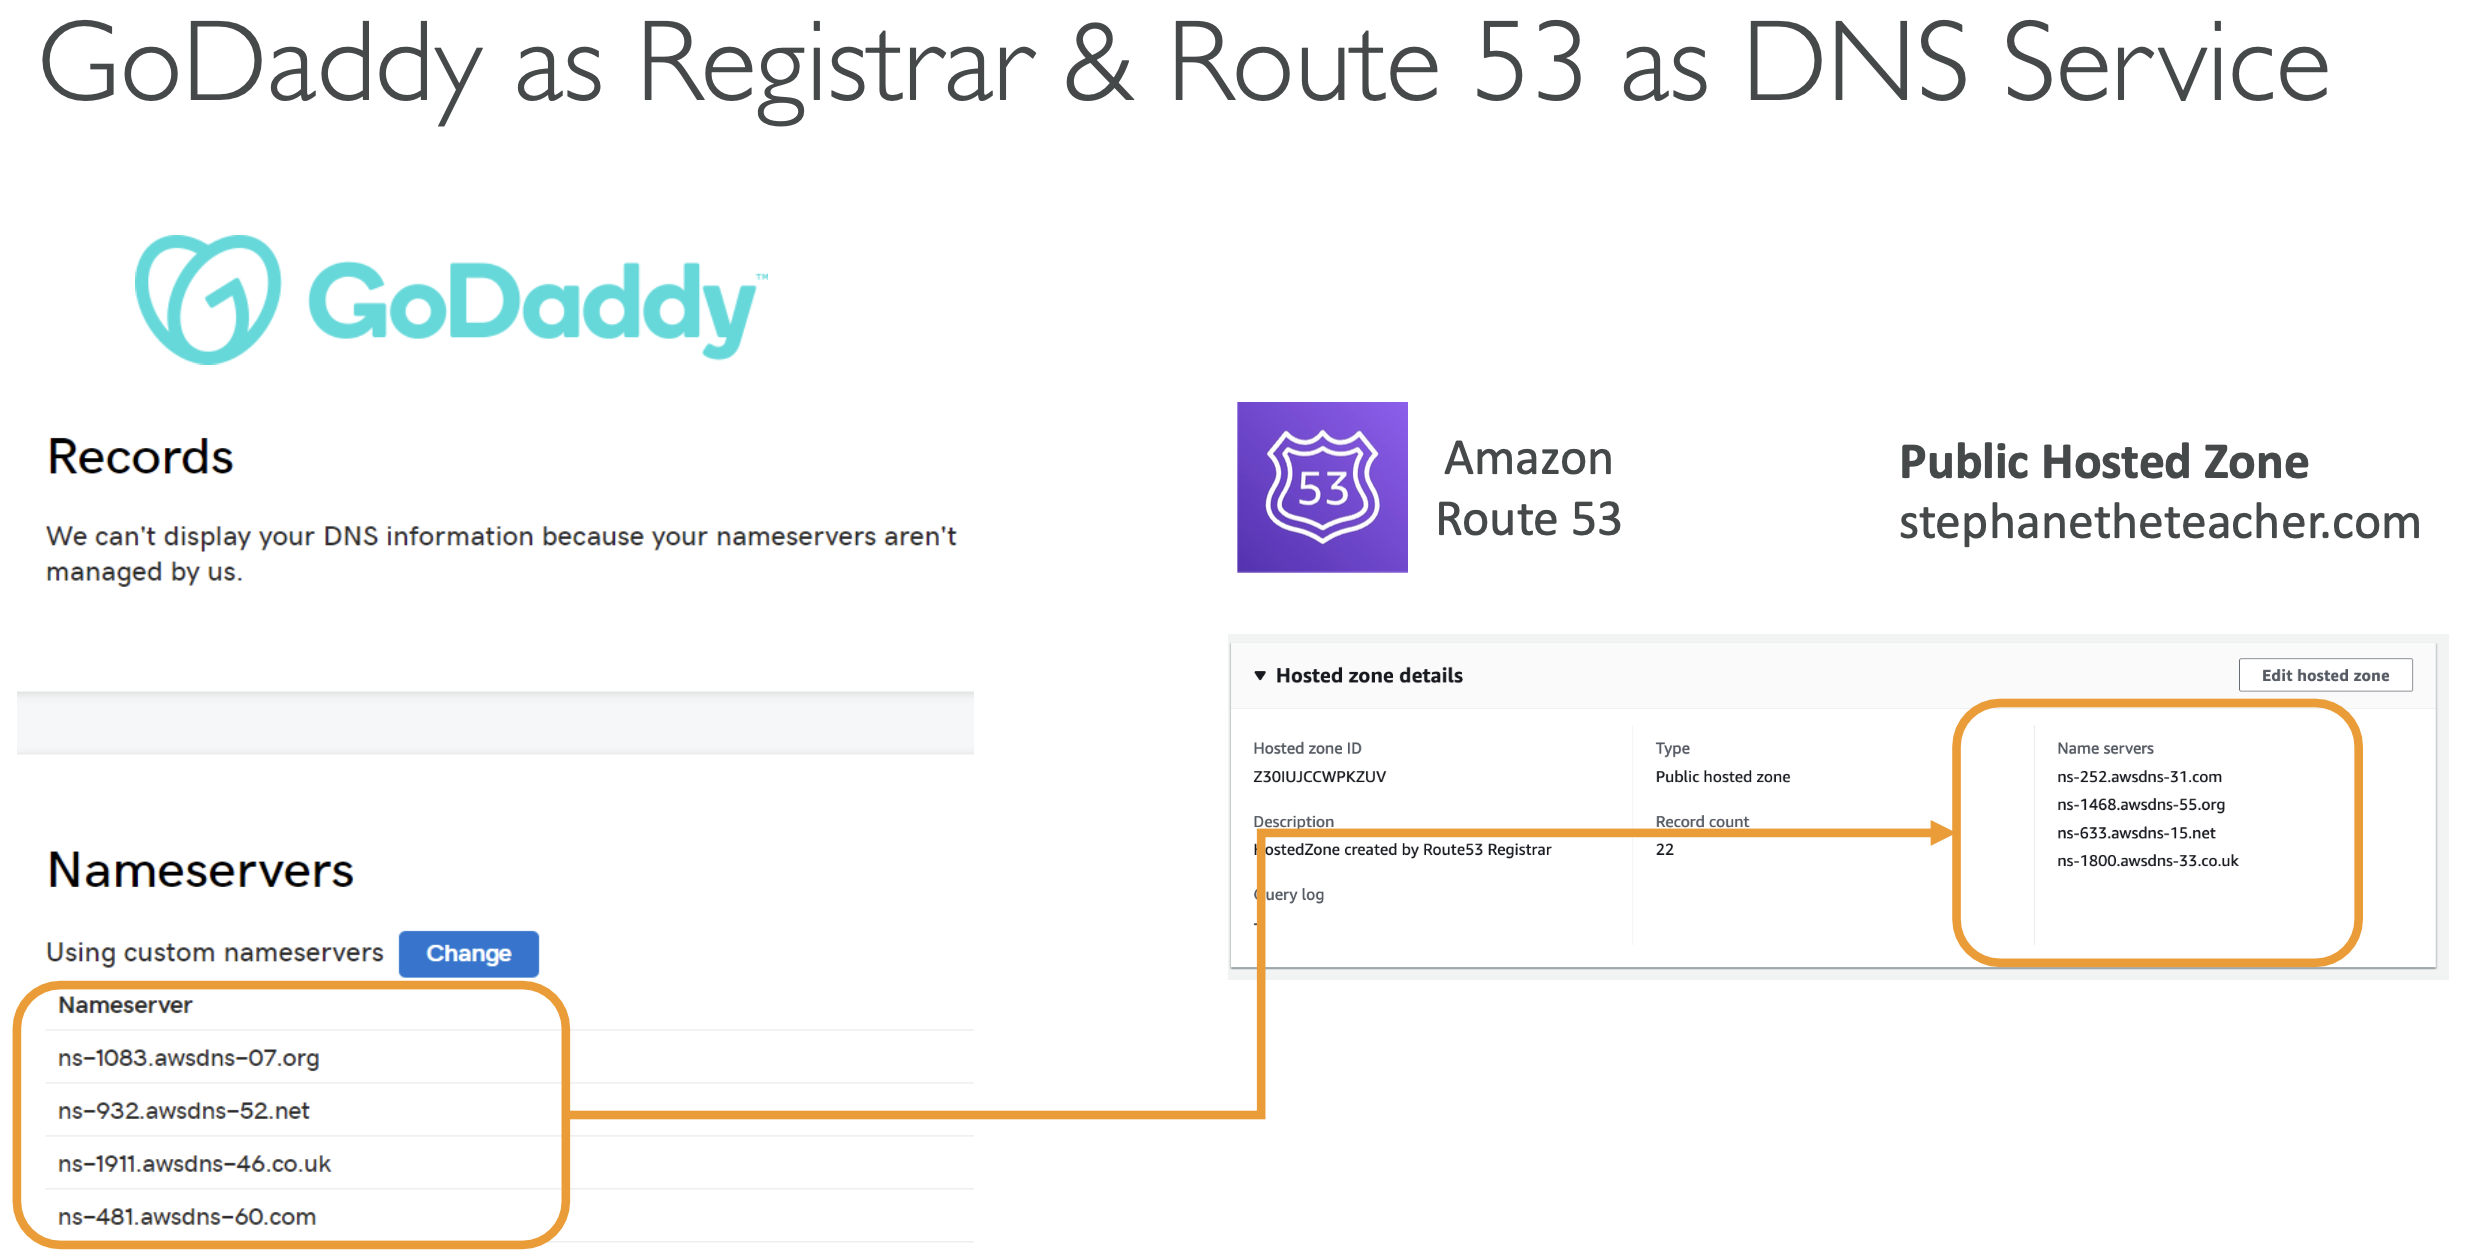 GoDaddy as Registrar & Route 53 as DNS Service
GoDaddy™
Records
We can't display your DNS information because your nameservers aren't
managed by us.
Nameservers
Using custom nameservers Change
Nameserver
ns-1083.awsdns-07.org
ns-932.awsdns-52.net
ns-1911.awsdns-46.co.uk
ns-481.awsdns-60.com
53
Amazon
Route 53
Public Hosted Zone
stephanetheteacher.com
▼ Hosted zone details
Edit hosted zone
Hosted zone ID
Z30IUJCCWPKZUV
Description
HostedZone created by Route53 Registrar
Query log
-
Type
Public hosted zone
Record count
22
Name servers
ns-252.awsdns-31.com
ns-1468.awsdns-55.org
ns-633.awsdns-15.net
ns-1800.awsdns-33.co.uk